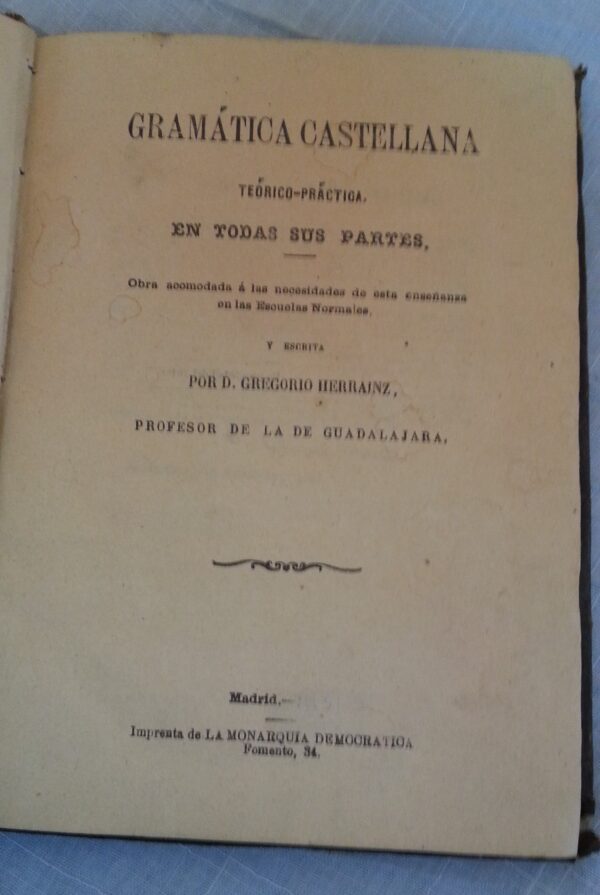 GRAMÁTICA CASTELLANA
TEÓRICO-PRÁCTICA,
EN TODAS SUS PARTES,
Obra acomodada á las necesidades de esta enseñanza
en las Escuelas Normales,
Y ESCRITA
POR D. GREGORIO HERRAINZ,
PROFESOR DE LA DE GUADALAJARA,
Madrid.—
Imprenta de LA MONARQUIA DEMOCRATICA
Fomento, 34.